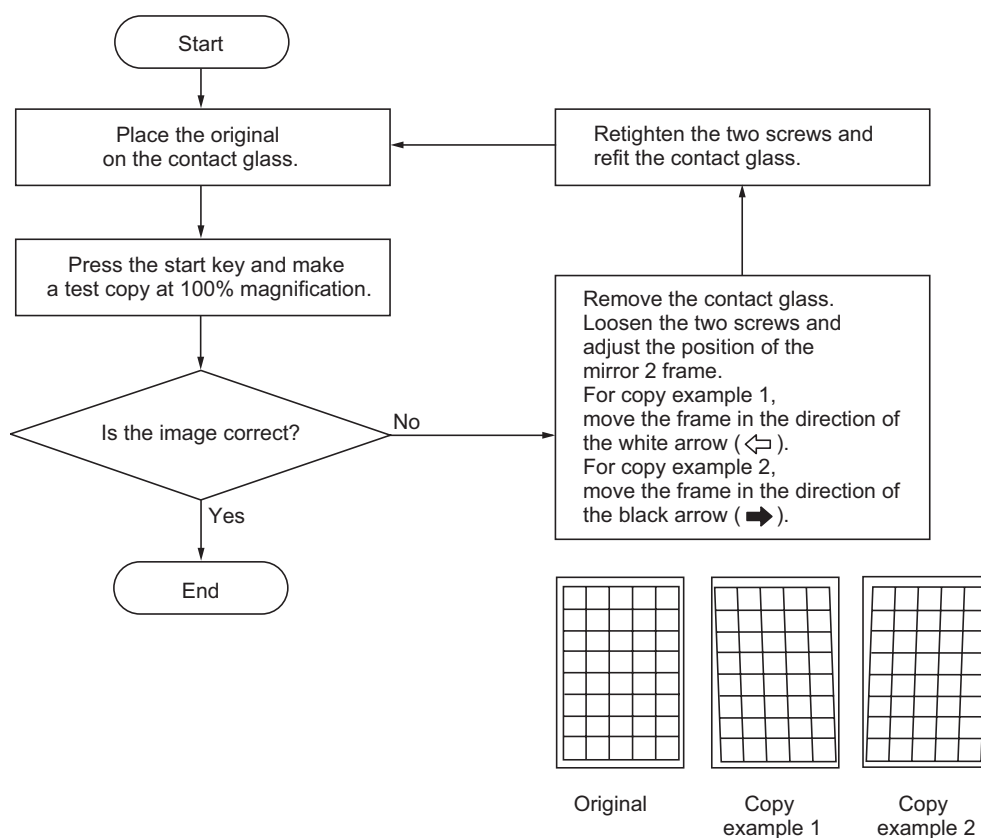 Start
Place the original
on the contact glass.
Press the start key and make
a test copy at 100% magnification.
Is the image correct?
No
Yes
End
Retighten the two screws and
refit the contact glass.
Remove the contact glass.
Loosen the two screws and
adjust the position of the
mirror 2 frame.
For copy example 1,
move the frame in the direction of
the white arrow ( ⇦ ).
For copy example 2,
move the frame in the direction of
the black arrow ( ➡ ).
Original
Copy
example 1
Copy
example 2